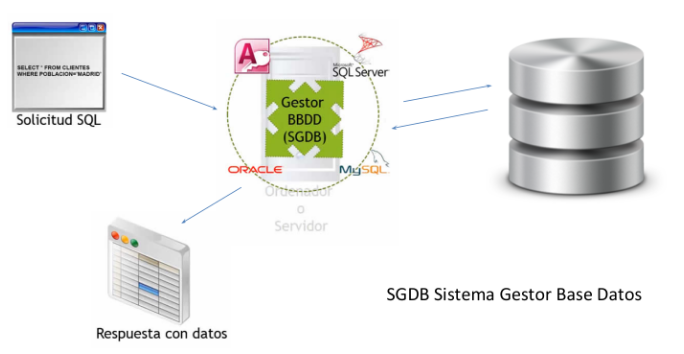 SELECT * FROM CLIENTES
WHERE POBLACION='MADRID'
Solicitud SQL
A
Microsoft
SQL Server
Gestor
BBDD
(SGDB)
ORACLE
MySQL
Ordenador
o
Servidor
Respuesta con datos
SGDB Sistema Gestor Base Datos